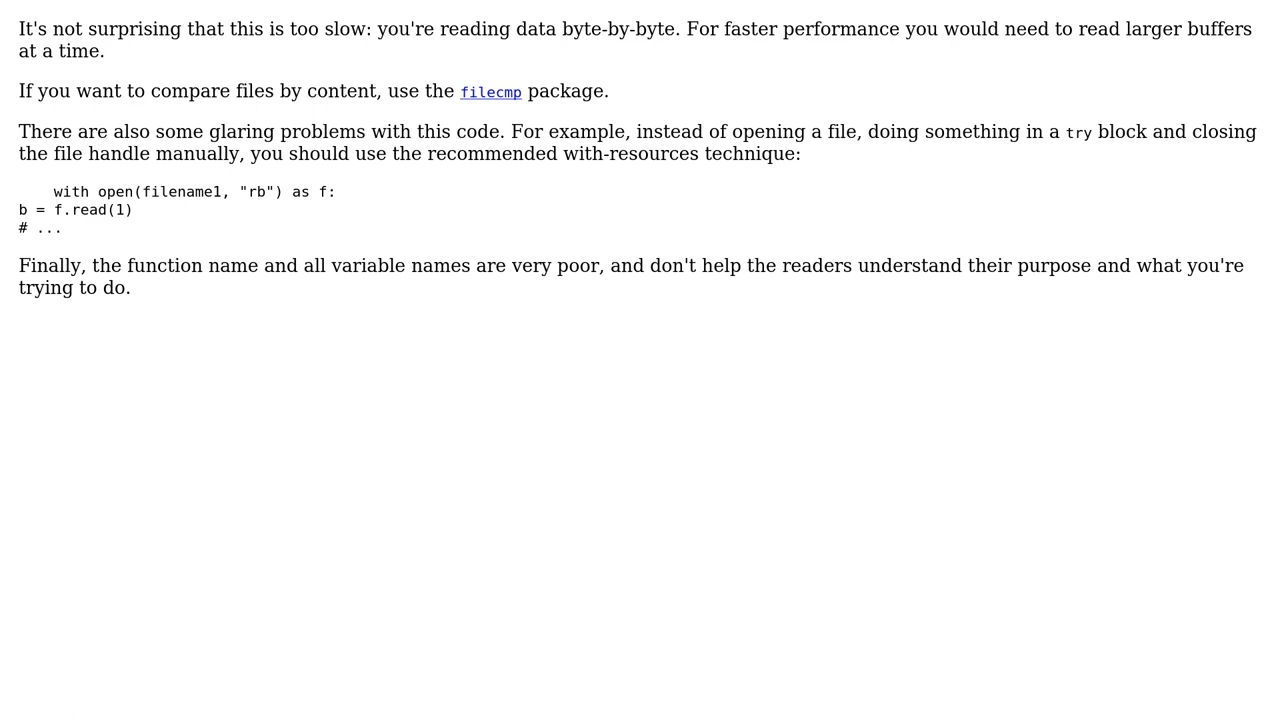 It's not surprising that this is too slow: you're reading data byte-by-byte. For faster performance you would need to read larger buffers
at a time.
If you want to compare files by content, use the filecmp package.
There are also some glaring problems with this code. For example, instead of opening a file, doing something in a try block and closing
the file handle manually, you should use the recommended with-resources technique:
    with open(filename1, "rb") as f:
b = f.read(1)
# ...
Finally, the function name and all variable names are very poor, and don't help the readers understand their purpose and what you're
trying to do.